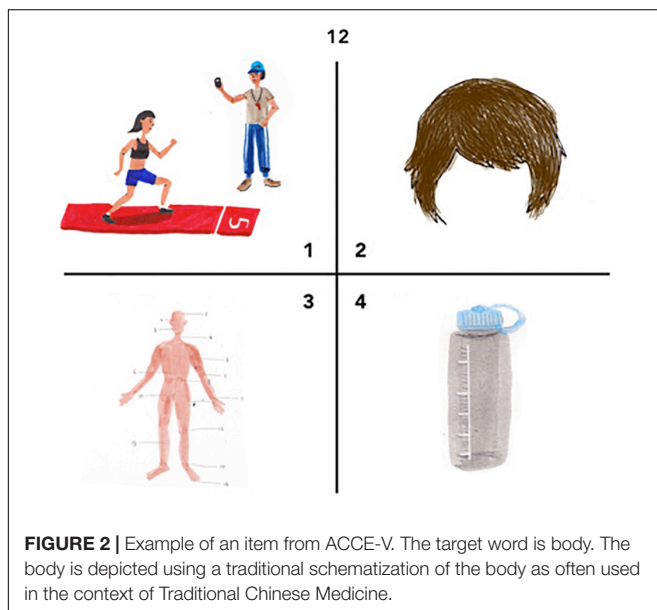 12
5
1
2
3
4
FIGURE 2 | Example of an item from ACCE-V. The target word is body. The
body is depicted using a traditional schematization of the body as often used
in the context of Traditional Chinese Medicine.